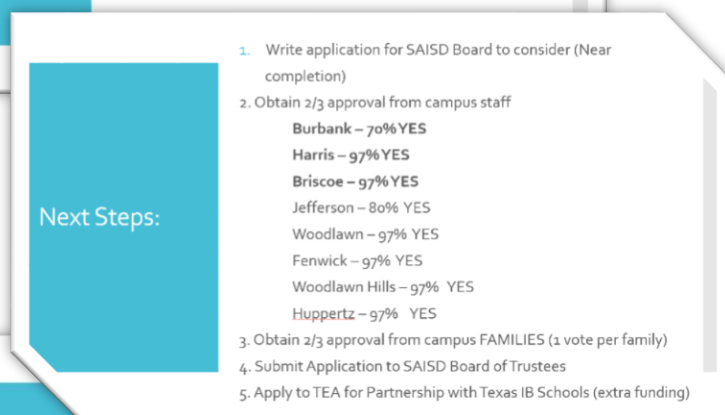 Next Steps:
1. Write application for SAISD Board to consider (Near
completion)
2. Obtain 2/3 approval from campus staff
Burbank – 70% YES
Harris – 97% YES
Briscoe – 97% YES
Jefferson – 80% YES
Woodlawn – 97% YES
Fenwick – 97% YES
Woodlawn Hills – 97% YES
Huppertz – 97% YES
3. Obtain 2/3 approval from campus FAMILIES (1 vote per family)
4. Submit Application to SAISD Board of Trustees
5. Apply to TEA for Partnership with Texas IB Schools (extra funding)